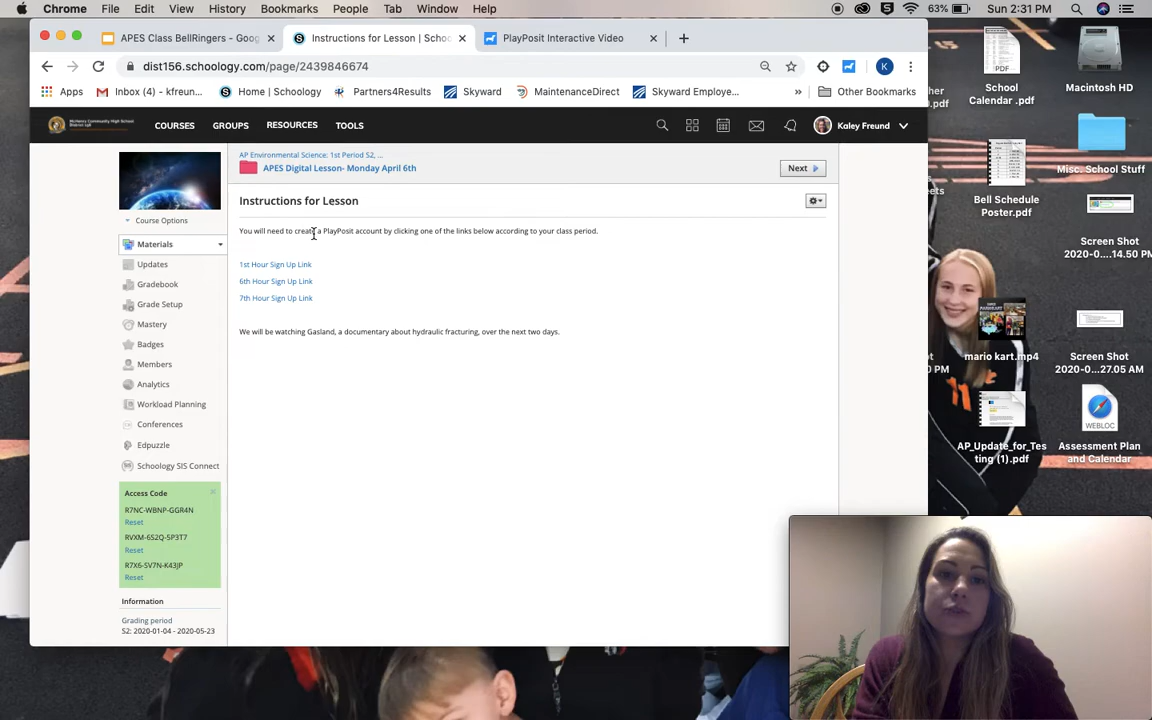 Chrome File Edit View History Bookmarks People Tab Window Help
63% Sun 2:31 PM
APES Class BellRingers - Goog
Instructions for Lesson | Schoo
PlayPosit Interactive Video
dist156.schoology.com/page/2439846674
K
Apps
Inbox (4) - kfreun...
Home | Schoology
Partners4Results
Skyward
MaintenanceDirect
Skyward Employe...
»
Other Bookmarks
COURSES GROUPS RESOURCES TOOLS
Kaley Freund
AP Environmental Science: 1st Period S2, ...
APES Digital Lesson- Monday April 6th
Next
Instructions for Lesson
You will need to create a PlayPosit account by clicking one of the links below according to your class period.
1st Hour Sign Up Link
6th Hour Sign Up Link
7th Hour Sign Up Link
We will be watching Gasland, a documentary about hydraulic fracturing, over the next two days.
Course Options
Materials
Updates
Gradebook
Grade Setup
Mastery
Badges
Members
Analytics
Workload Planning
Conferences
Edpuzzle
Schoology SIS Connect
Access Code
R7NC-WBNP-GGR4N
Reset
RVXM-6S2Q-5P3T7
Reset
R7X6-SV7N-K43JP
Reset
Information
Grading period
S2: 2020-01-04 - 2020-05-23
PDF
School
Calendar .pdf
Macintosh HD
Misc. School Stuff
Bell Schedule
Poster.pdf
Screen Shot
2020-0....14.50 PM
mario kart.mp4
Screen Shot
2020-0...27.05 AM
WEBLOC
AP_Update_for_Tes
ting (1).pdf
Assessment Plan
and Calendar